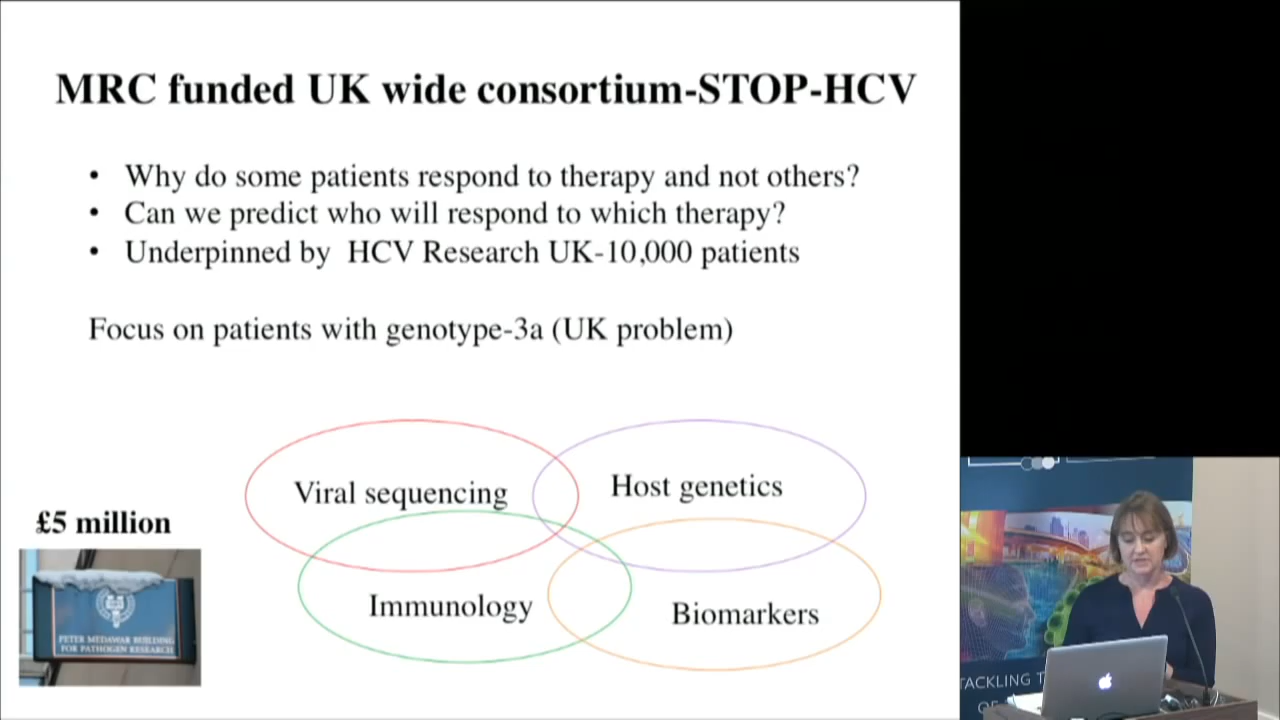 MRC funded UK wide consortium-STOP-HCV
• Why do some patients respond to therapy and not others?
• Can we predict who will respond to which therapy?
• Underpinned by HCV Research UK-10,000 patients
Focus on patients with genotype-3a (UK problem)
Viral sequencing
Host genetics
£5 million
Immunology
Biomarkers
PETER MEDAWAR BUILDING
FOR PATHOGEN RESEARCH
TACKLING